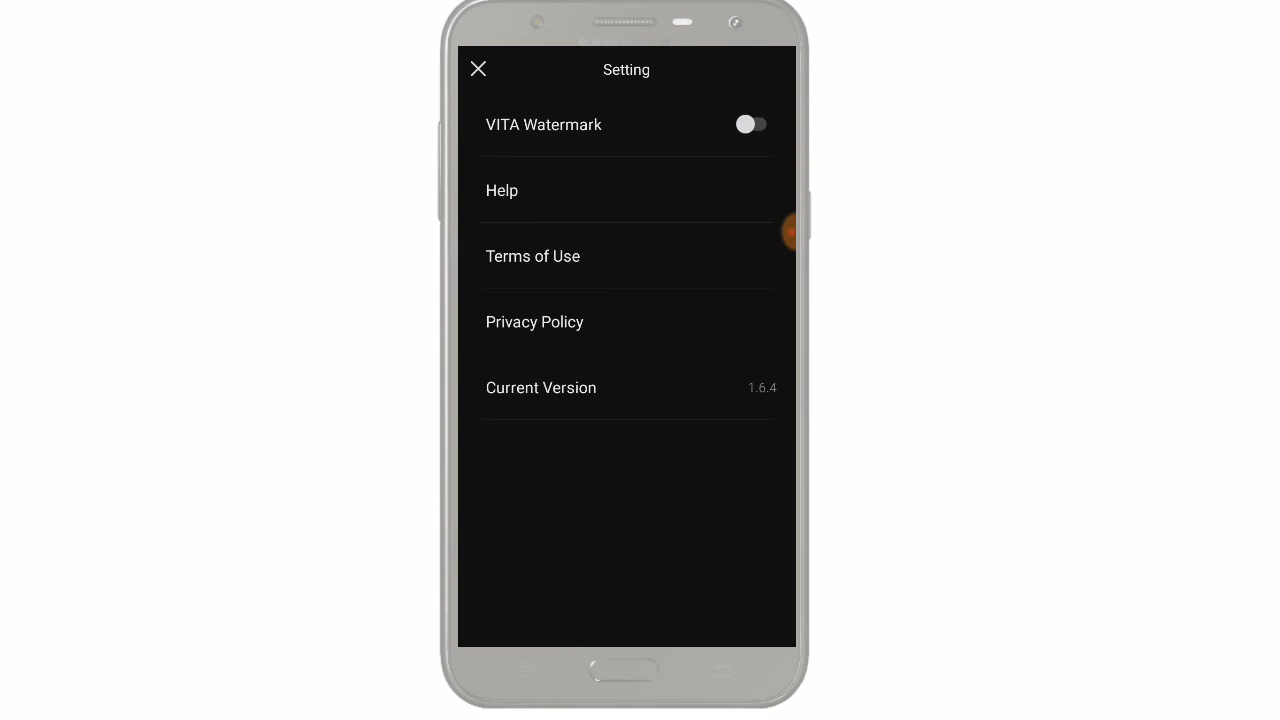 Setting
VITA Watermark
Help
Terms of Use
Privacy Policy
Current Version 1.6.4